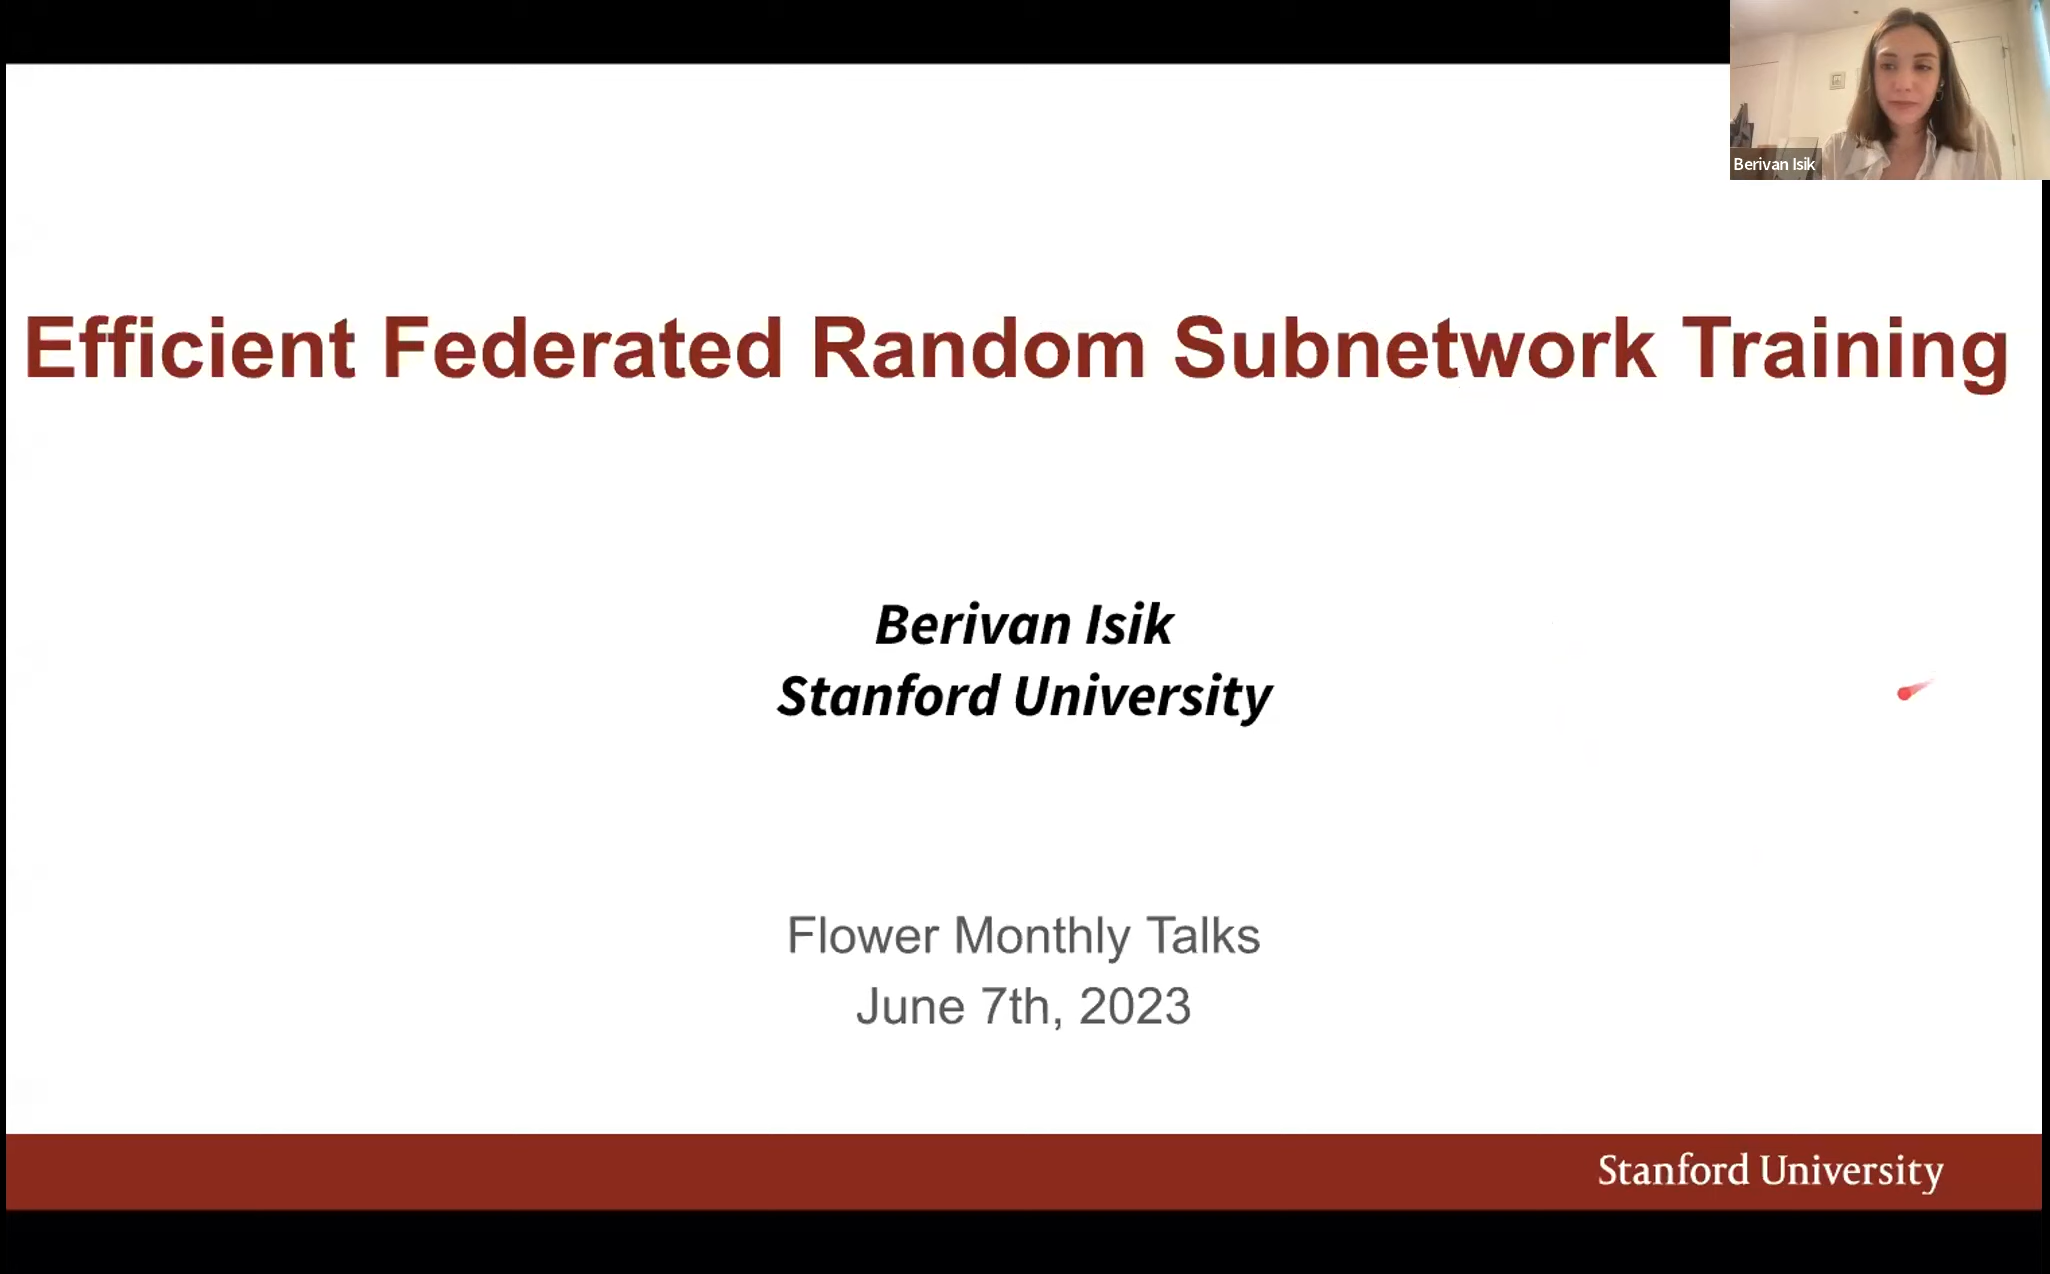 Berivan Isik
Efficient Federated Random Subnetwork Training
Berivan Isik
Stanford University
Flower Monthly Talks
June 7th, 2023
Stanford University